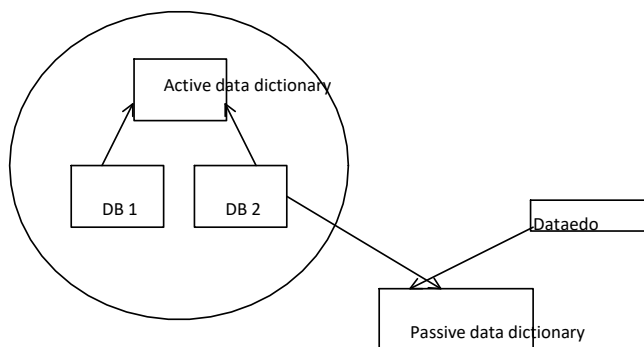 Active data dictionary
DB 1
DB 2
Dataedo
Passive data dictionary